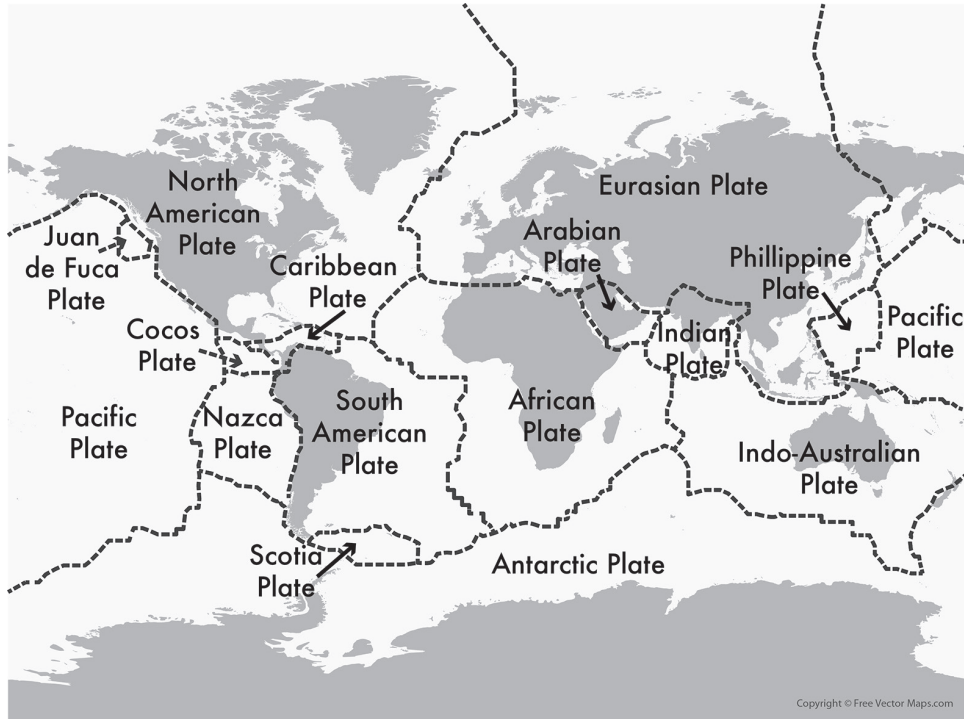 North
American
Plate
Eurasian Plate
Arabian
Plate
Juan
de Fuca
Plate
Caribbean
Plate
Phillippine
Plate
Cocos
Plate
Indian
Plate
Pacific
Plate
Pacific
Plate
Nazca
Plate
South
American
Plate
African
Plate
Indo-Australian
Plate
Scotia
Plate
Antarctic Plate
Copyright © Free Vector Maps.com